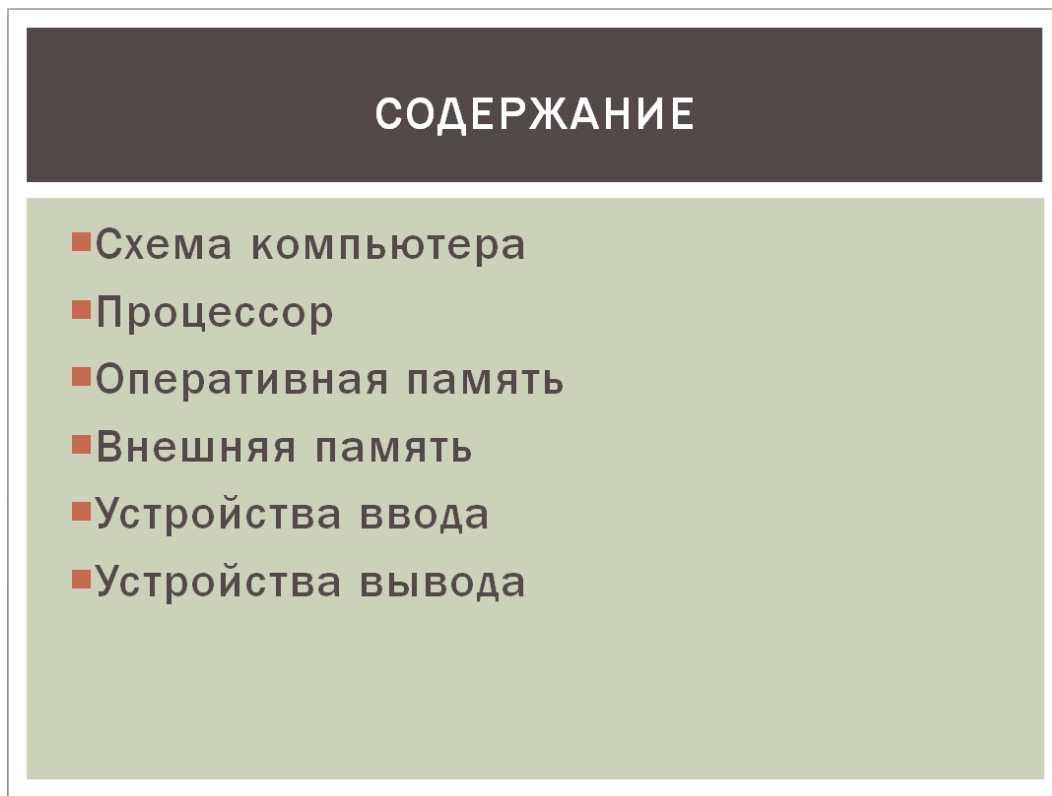 СОДЕРЖАНИЕ
Схема компьютера
Процессор
Оперативная память
Внешняя память
Устройства ввода
Устройства вывода